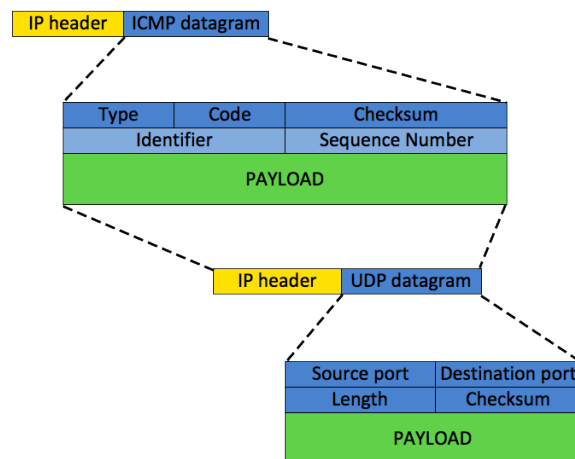 IP header ICMP datagram
Type Code Checksum
Identifier Sequence Number
PAYLOAD
IP header UDP datagram
Source port Destination port
Length Checksum
PAYLOAD